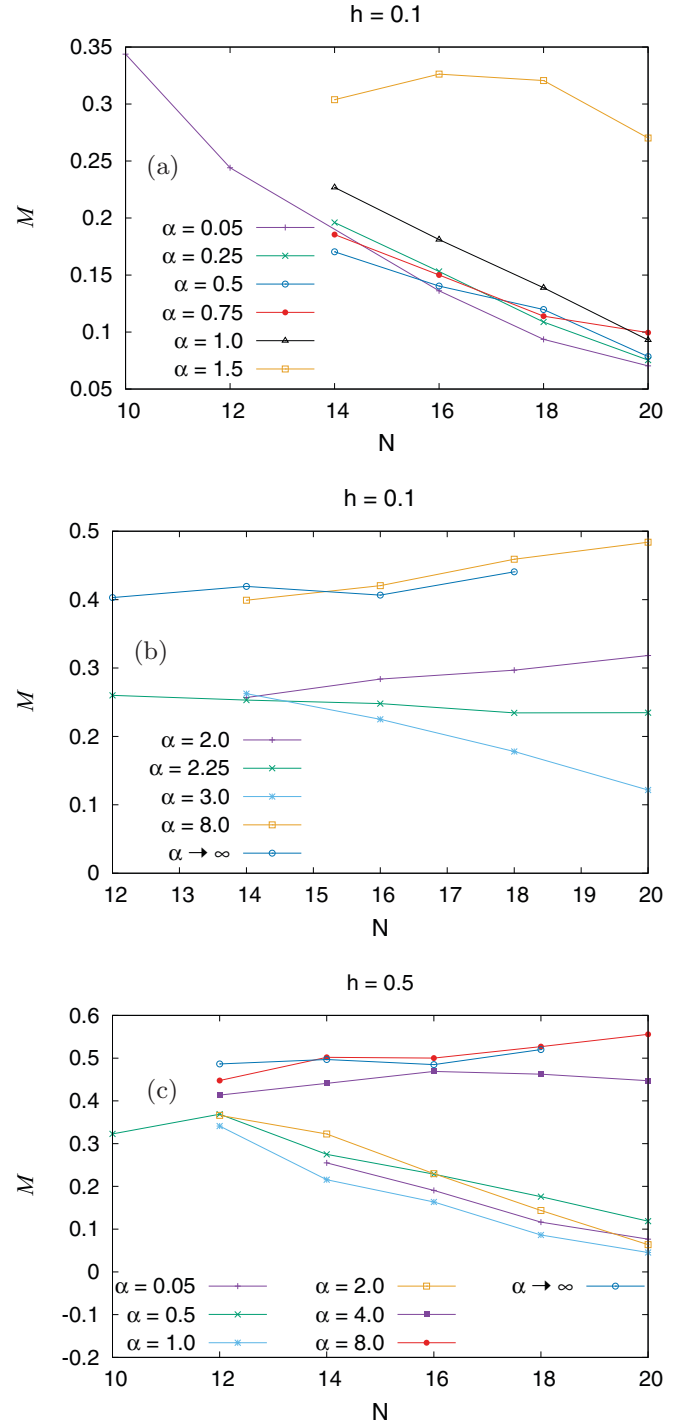 h = 0.1
0.35
0.3
0.25
0.2
0.15
0.1
0.05
M
(a)
α = 0.05
α = 0.25
α = 0.5
α = 0.75
α = 1.0
α = 1.5
10 12 14 16 18 20
N
h = 0.1
0.5
0.4
0.3
0.2
0.1
0
M
(b)
α = 2.0
α = 2.25
α = 3.0
α = 8.0
α → ∞
12 13 14 15 16 17 18 19 20
N
h = 0.5
0.6
0.5
0.4
0.3
0.2
0.1
0
-0.1
-0.2
M
(c)
α = 0.05 α = 2.0 α → ∞
α = 0.5 α = 4.0
α = 1.0 α = 8.0
10 12 14 16 18 20
N